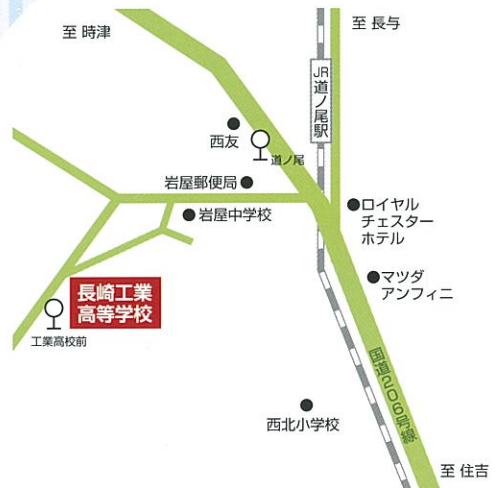 至 時津
至 長与
JR道ノ尾駅
西友
道ノ尾
岩屋郵便局
岩屋中学校
ロイヤル
チェスター
ホテル
マツダ
アンフィニ
長崎工業
高等学校
工業高校前
国道206号線
西北小学校
至 住吉